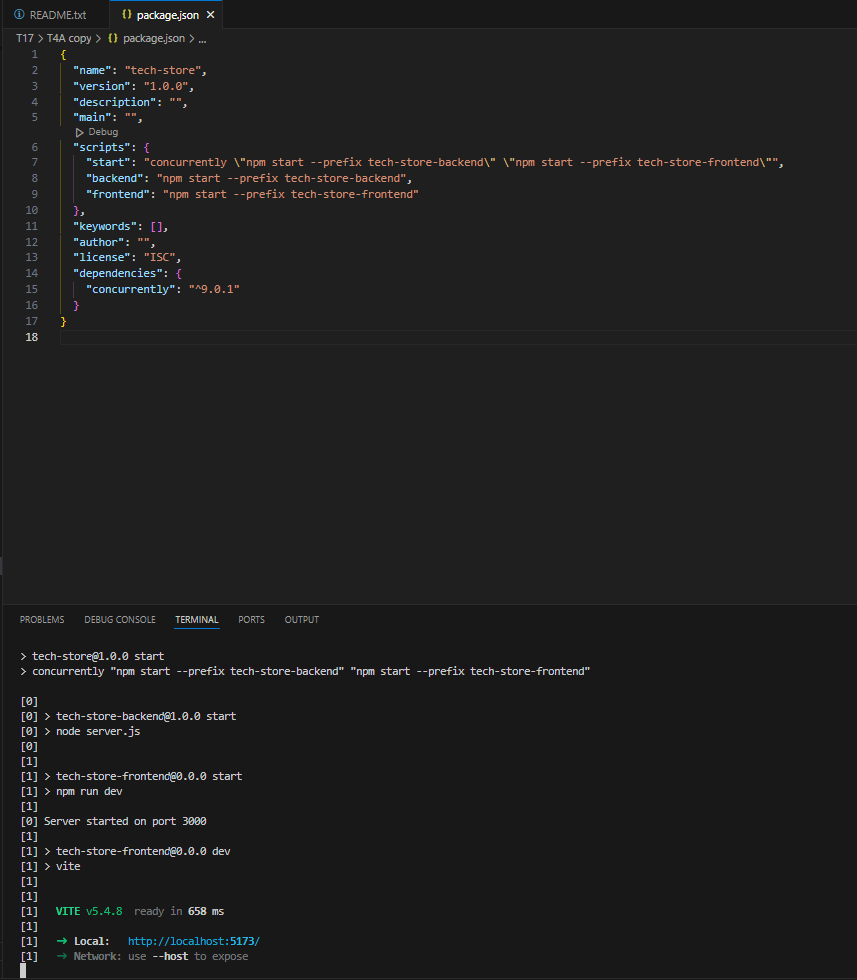 README.txt {} package.json ×
T17 > T4A copy > {} package.json > ...
1 {
2 "name": "tech-store",
3 "version": "1.0.0",
4 "description": "",
5 "main": "",
Debug
6 "scripts": {
7 "start": "concurrently \"npm start --prefix tech-store-backend\" \"npm start --prefix tech-store-frontend\"",
8 "backend": "npm start --prefix tech-store-backend",
9 "frontend": "npm start --prefix tech-store-frontend"
10 },
11 "keywords": [],
12 "author": "",
13 "license": "ISC",
14 "dependencies": {
15 "concurrently": "^9.0.1"
16 }
17 }
18
PROBLEMS DEBUG CONSOLE TERMINAL PORTS OUTPUT
> tech-store@1.0.0 start
> concurrently "npm start --prefix tech-store-backend" "npm start --prefix tech-store-frontend"
[0]
[0] > tech-store-backend@1.0.0 start
[0] > node server.js
[0]
[1]
[1] > tech-store-frontend@0.0.0 start
[1] > npm run dev
[1]
[0] Server started on port 3000
[1]
[1] > tech-store-frontend@0.0.0 dev
[1] > vite
[1]
[1]
[1] VITE v5.4.8 ready in 658 ms
[1]
[1] ➜ Local: http://localhost:5173/
[1] ➜ Network: use --host to expose